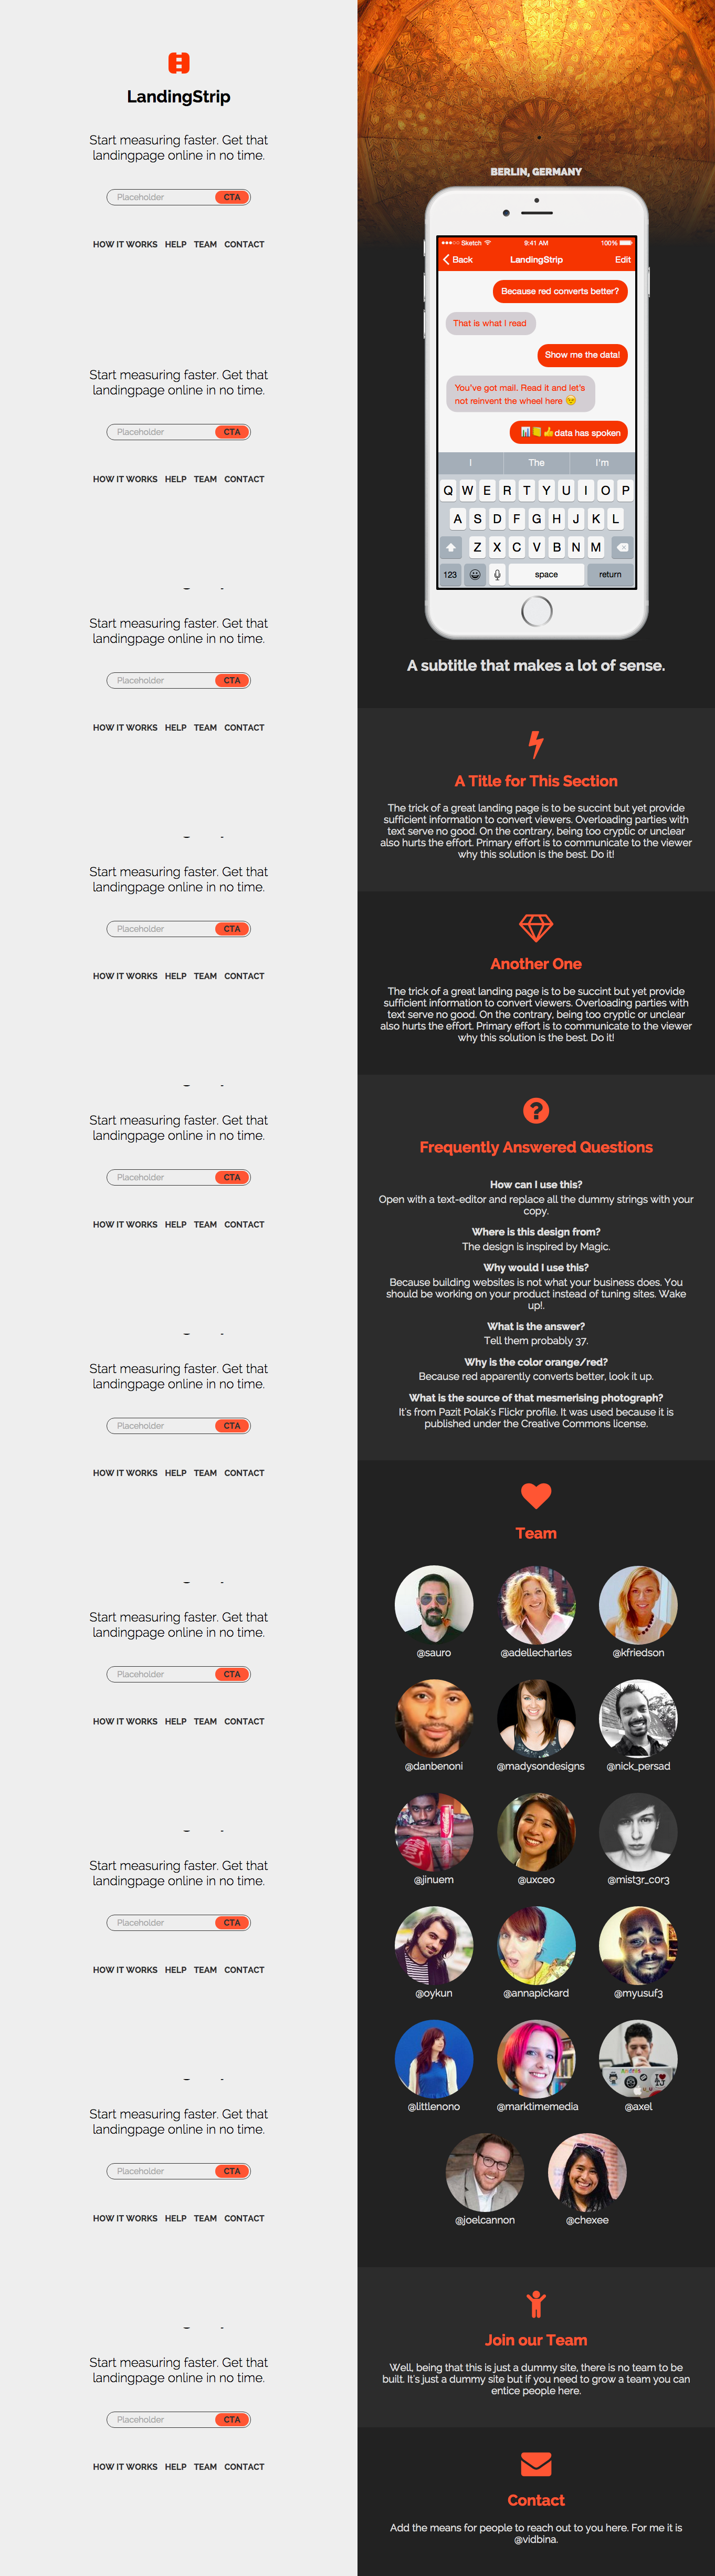 LandingStrip
Start measuring faster. Get that
landingpage online in no time.
Placeholder CTA
HOW IT WORKS HELP TEAM CONTACT
Start measuring faster. Get that
landingpage online in no time.
Placeholder CTA
HOW IT WORKS HELP TEAM CONTACT
Start measuring faster. Get that
landingpage online in no time.
Placeholder CTA
HOW IT WORKS HELP TEAM CONTACT
Start measuring faster. Get that
landingpage online in no time.
Placeholder CTA
HOW IT WORKS HELP TEAM CONTACT
Start measuring faster. Get that
landingpage online in no time.
Placeholder CTA
HOW IT WORKS HELP TEAM CONTACT
Start measuring faster. Get that
landingpage online in no time.
Placeholder CTA
HOW IT WORKS HELP TEAM CONTACT
Start measuring faster. Get that
landingpage online in no time.
Placeholder CTA
HOW IT WORKS HELP TEAM CONTACT
Start measuring faster. Get that
landingpage online in no time.
Placeholder CTA
HOW IT WORKS HELP TEAM CONTACT
Start measuring faster. Get that
landingpage online in no time.
Placeholder CTA
HOW IT WORKS HELP TEAM CONTACT
Start measuring faster. Get that
landingpage online in no time.
Placeholder CTA
HOW IT WORKS HELP TEAM CONTACT
BERLIN, GERMANY
Sketch 9:41 AM 100%
Back LandingStrip Edit
Because red converts better?
That is what I read
Show me the data!
You've got mail. Read it and let's
not reinvent the wheel here 😉
📊📒👍data has spoken
I The I'm
Q W E R T Y U I O P
A S D F G H J K L
Z X C V B N M
123 space return
A subtitle that makes a lot of sense.
A Title for This Section
The trick of a great landing page is to be succint but yet provide
sufficient information to convert viewers. Overloading parties with
text serve no good. On the contrary, being too cryptic or unclear
also hurts the effort. Primary effort is to communicate to the viewer
why this solution is the best. Do it!
Another One
The trick of a great landing page is to be succint but yet provide
sufficient information to convert viewers. Overloading parties with
text serve no good. On the contrary, being too cryptic or unclear
also hurts the effort. Primary effort is to communicate to the viewer
why this solution is the best. Do it!
Frequently Answered Questions
How can I use this?
Open with a text-editor and replace all the dummy strings with your
copy.
Where is this design from?
The design is inspired by Magic.
Why would I use this?
Because building websites is not what your business does. You
should be working on your product instead of tuning sites. Wake
up!.
What is the answer?
Tell them probably 37.
Why is the color orange/red?
Because red apparently converts better, look it up.
What is the source of that mesmerising photograph?
It's from Pazit Polak's Flickr profile. It was used because it is
published under the Creative Commons license.
Team
@sauro @adellecharles @kfriedson
@danbenoni @madysondesigns @nick_persad
@jinuem @uxceo @mist3r_c0r3
@oykun @annapickard @myusuf3
@littlenono @marktimemedia @axel
@joelcannon @chexee
Join our Team
Well, being that this is just a dummy site, there is no team to be
built. It's just a dummy site but if you need to grow a team you can
entice people here.
Contact
Add the means for people to reach out to you here. For me it is
@vidbina.